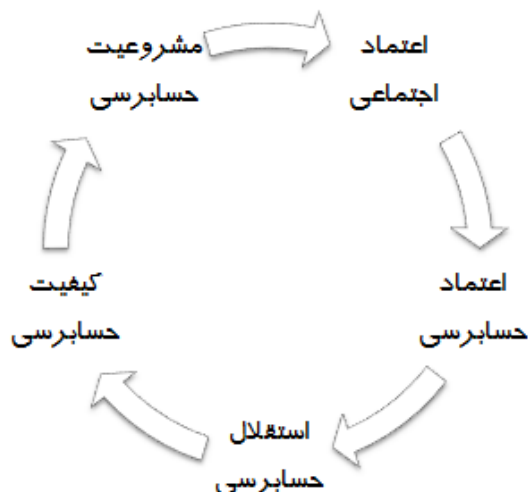 مشروعیت
حسابرسی
اعتماد
اجتماعی
اعتماد
حسابرسی
استقلال
حسابرسی
کیفیت
حسابرسی